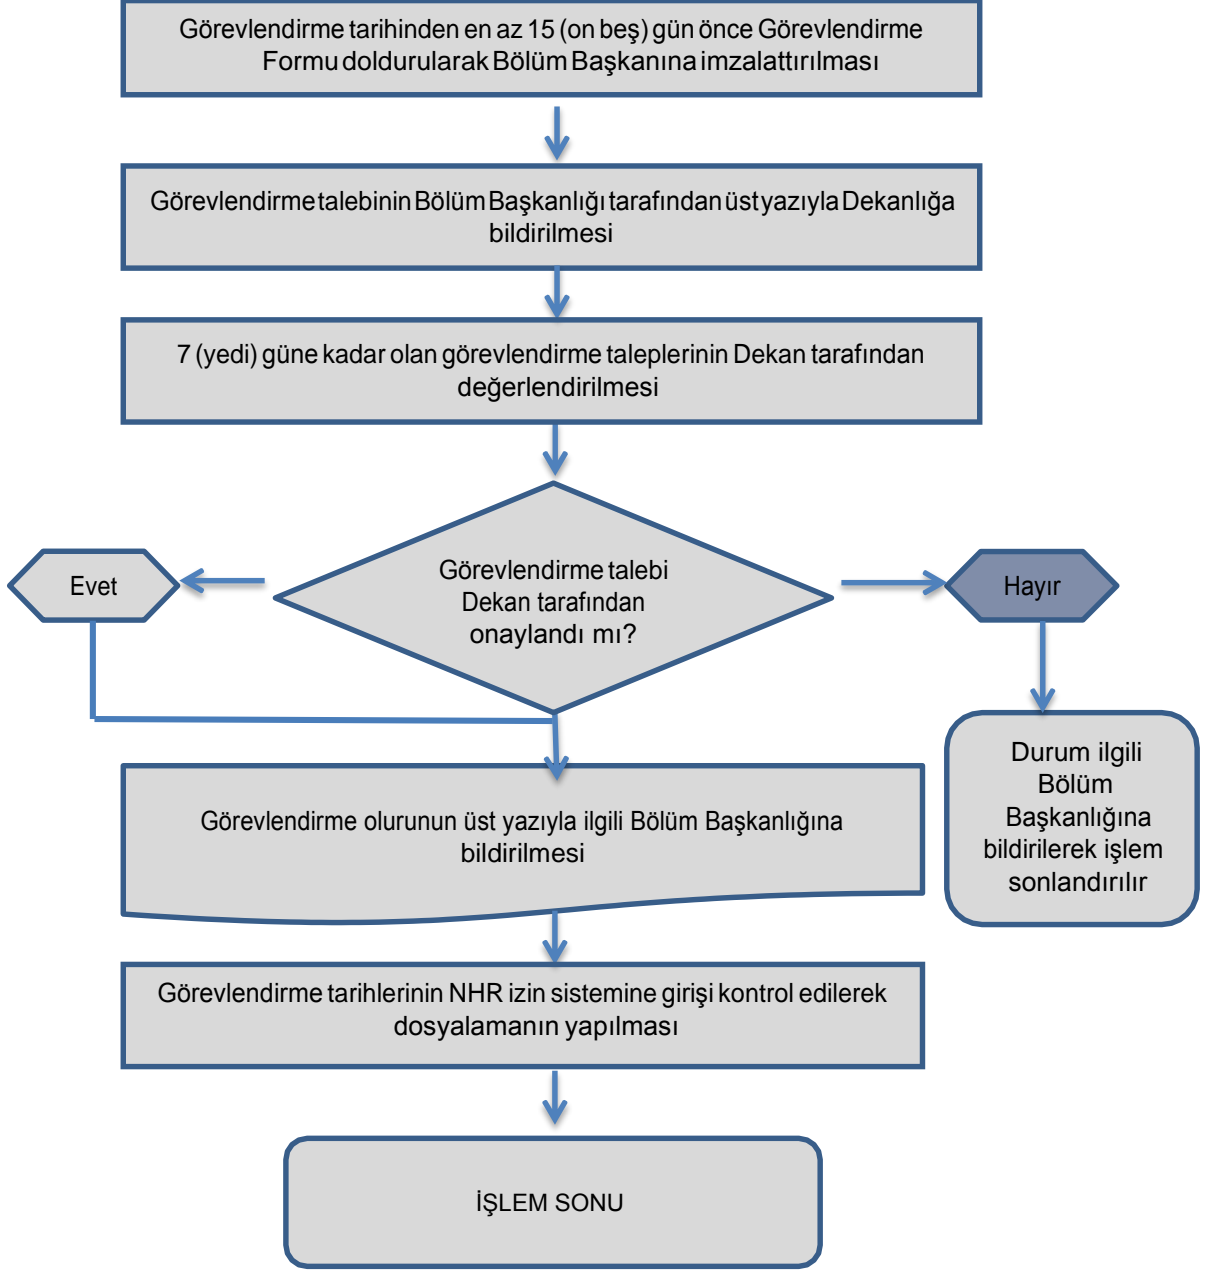 Görevlendirme tarihinden en az 15 (on beş) gün önce Görevlendirme
Formu doldurularak Bölüm Başkanına imzalattırılması
Görevlendirme talebinin Bölüm Başkanlığı tarafından üst yazıyla Dekanlığa
bildirilmesi
7 (yedi) güne kadar olan görevlendirme taleplerinin Dekan tarafından
değerlendirilmesi
Görevlendirme talebi
Dekan tarafından
onaylandı mı?
Evet
Hayır
Durum ilgili
Bölüm
Başkanlığına
bildirilerek işlem
sonlandırılır
Görevlendirme olurunun üst yazıyla ilgili Bölüm Başkanlığına
bildirilmesi
Görevlendirme tarihlerinin NHR izin sistemine girişi kontrol edilerek
dosyalamanın yapılması
İŞLEM SONU